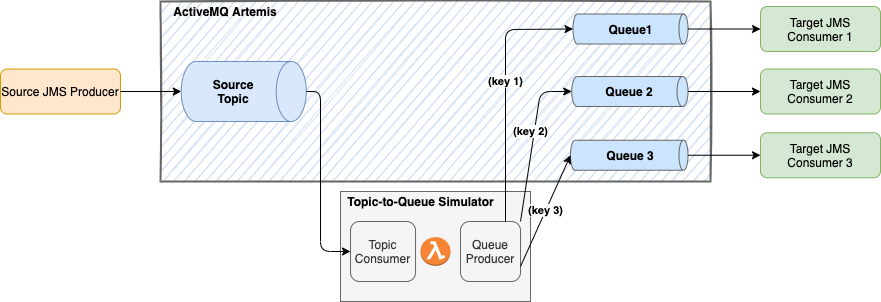 ActiveMQ Artemis
Source JMS Producer
Source
Topic
Queue1
Queue 2
Queue 3
(key 1)
(key 2)
(key 3)
Target JMS
Consumer 1
Target JMS
Consumer 2
Target JMS
Consumer 3
Topic-to-Queue Simulator
Topic
Consumer
λ
Queue
Producer